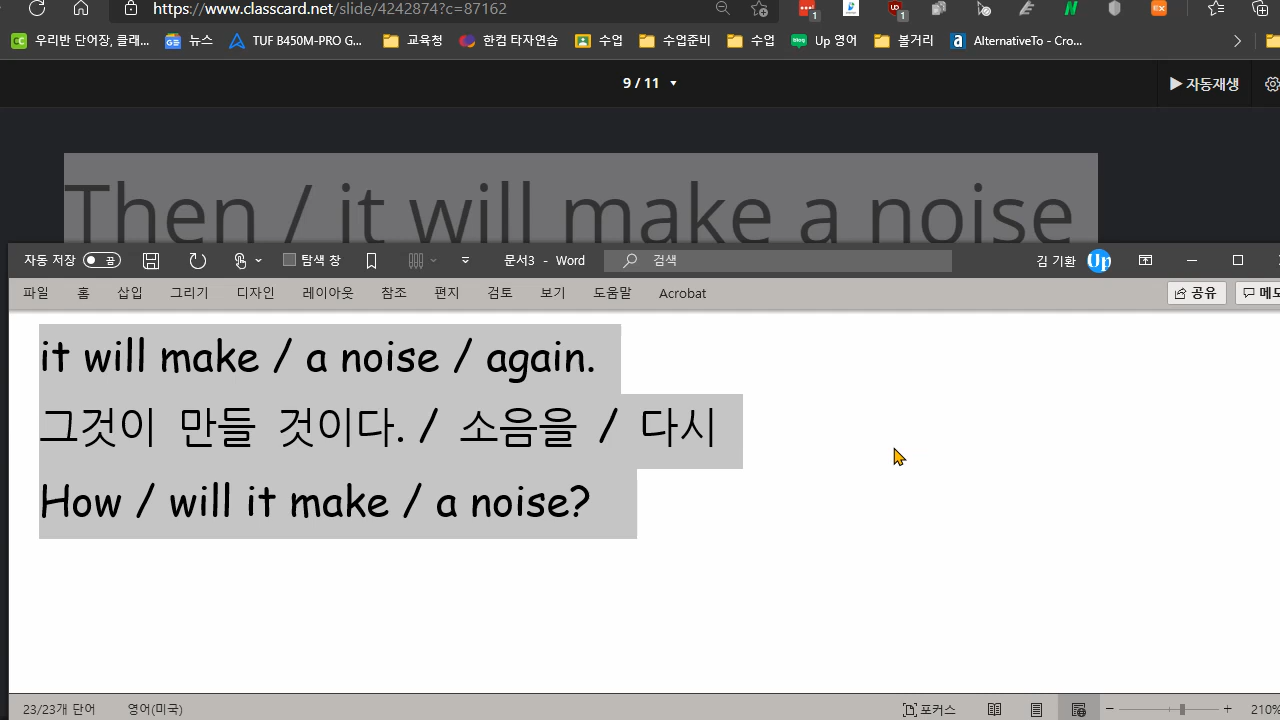 https://www.classcard.net/slide/4242874?c=87162
1
1
EX
CC 우리반 단어장, 클래... 뉴스 TUF B450M-PRO G... 교육청 한컴 타자연습 수업 수업준비 수업 Up 영어 볼거리 a AlternativeTo - Cro...
9 / 11
자동재생
Then / it will make a noise
자동 저장 탐색 창 문서3 - Word 검색 김 기환 Up
파일 홈 삽입 그리기 디자인 레이아웃 참조 편지 검토 보기 도움말 Acrobat 공유 메모
it will make / a noise / again.
그것이 만들 것이다. / 소음을 / 다시
How / will it make / a noise?
23/23개 단어 영어(미국) 포커스 210%